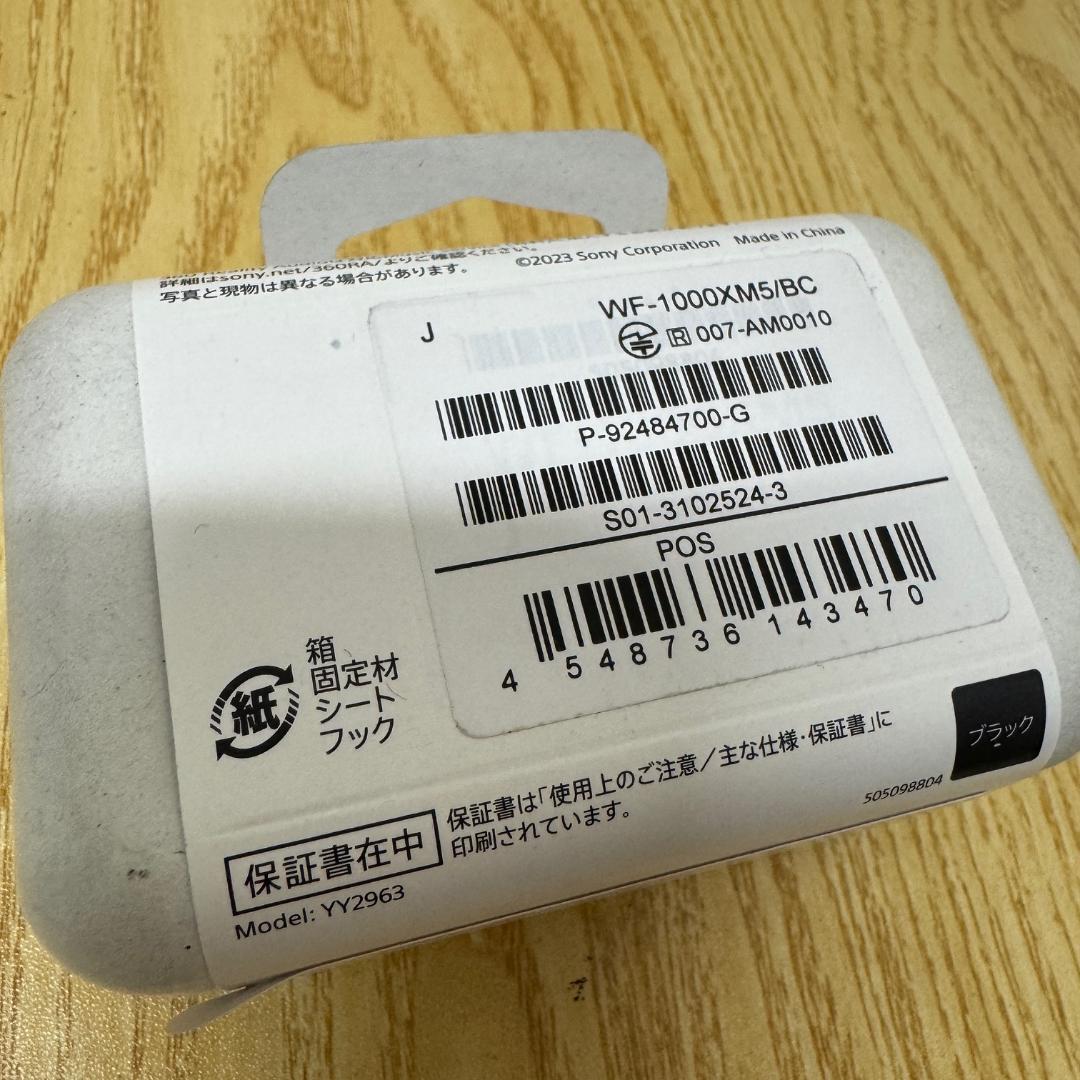 詳細はsony.net/360RA/よりご確認ください。
写真と現物は異なる場合があります。
©2023 Sony Corporation Made in China
J
WF-1000XM5/BC
R 007-AM0010
P-92484700-G
S01-3102524-3
POS
4 548736 143470
紙
箱
固定材
シート
フック
ブラック
505098804
保証書在中
保証書は「使用上のご注意/主な仕様・保証書」に
印刷されています。
Model: YY2963